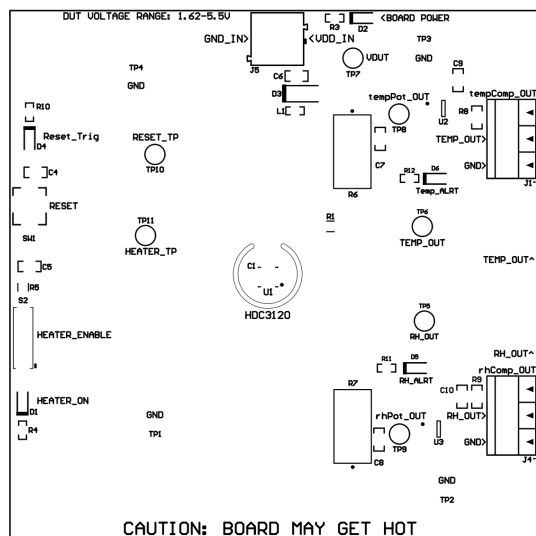 DUT VOLTAGE RANGE: 1.62-5.5V
R3
D2
<BOARD POWER
GND_IN>
<VDD_IN
J5
TP3
GND
VDUT
TP7
TP4
GND
C6
D3
L1
C9
tempPot_OUT
TP8
U2
R8
tempComp_OUT
TEMP_OUT>
GND>
J1
R10
Reset_Trig
D4
RESET_TP
TP10
C7
R6
R12
D6
Temp_ALRT
C4
RESET
SW1
TP11
HEATER_TP
R1
TP6
TEMP_OUT
C5
R5
S2
C1
U1
HDC3120
TEMP_OUT^
HEATER_ENABLE
TP5
RH_OUT
RH_OUT^
R11
D5
RH_ALRT
rhComp_OUT
C10
R9
R7
HEATER_ON
D1
R4
GND
TP1
rhPot_OUT
TP9
U3
RH_OUT>
GND>
J4
C8
GND
TP2
CAUTION: BOARD MAY GET HOT